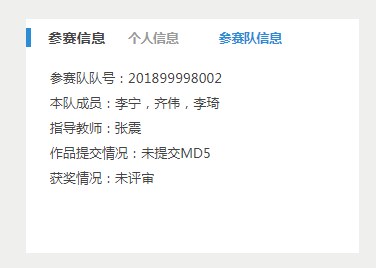 参赛信息 个人信息 参赛队信息
参赛队队号：201899998002
本队成员：李宁，齐伟，李琦
指导教师：张震
作品提交情况：未提交MD5
获奖情况：未评审